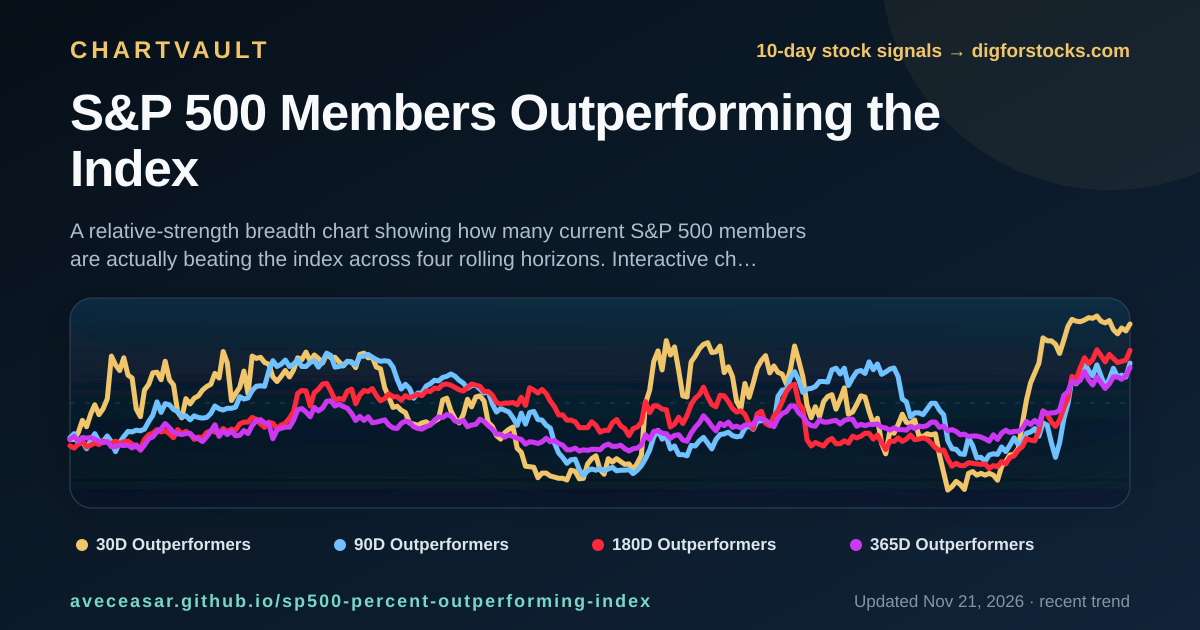 CHARTVAULT
10-day stock signals → digforstocks.com
S&P 500 Members Outperforming the
Index
A relative-strength breadth chart showing how many current S&P 500 members
are actually beating the index across four rolling horizons. Interactive ch…
30D Outperformers
90D Outperformers
180D Outperformers
365D Outperformers
aveceasar.github.io/sp500-percent-outperforming-index
Updated Nov 21, 2026 · recent trend